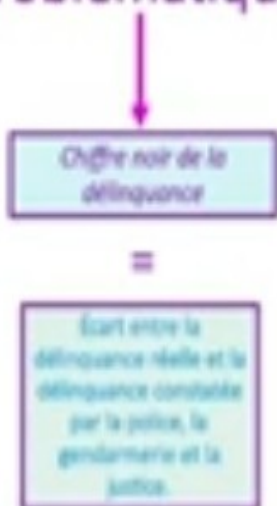 Chiffre noir de la
délinquance
=
Écart entre la
délinquance réelle et la
délinquance constatée
par la police, la
gendarmerie et la
justice.